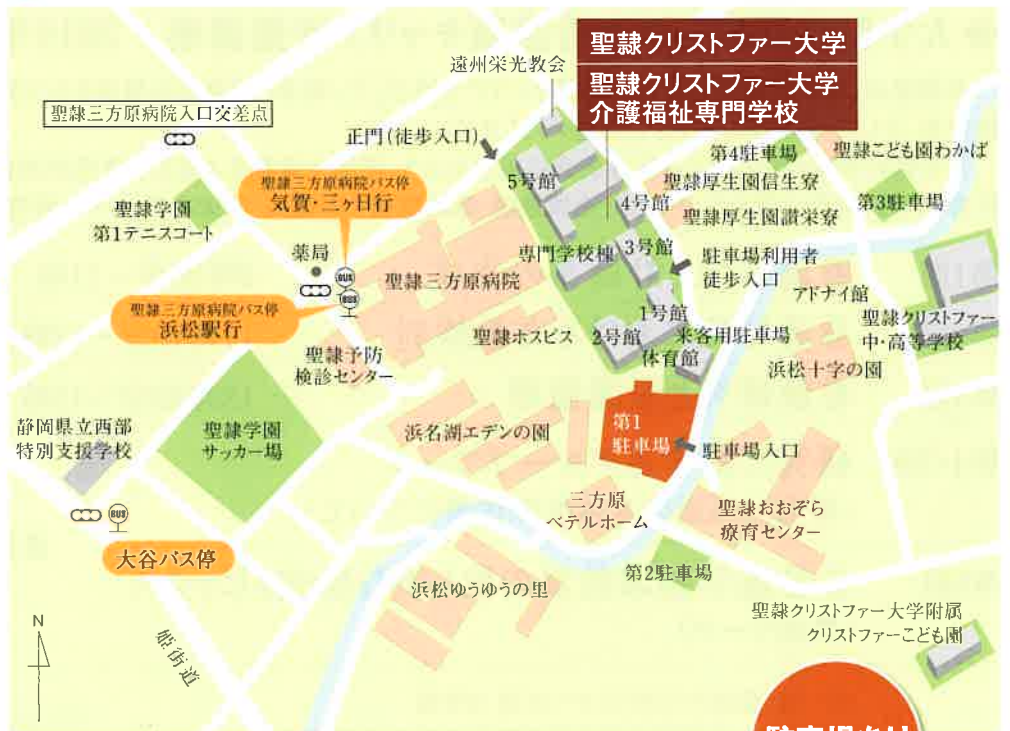 聖隷クリストファー大学
聖隷クリストファー大学
介護福祉専門学校
遠州栄光教会
聖隷三方原病院入口交差点
正門(徒歩入口)
第4駐車場
聖隷こども園わかば
聖隷三方原病院バス停
気賀・三ヶ日行
5号館
聖隷厚生園信生寮
4号館
第3駐車場
聖隷学園
第1テニスコート
聖隷厚生園讃栄寮
薬局
専門学校棟
3号館
駐車場利用者
徒歩入口
BUS
BUS
聖隷三方原病院
アドナイ館
聖隷三方原病院バス停
浜松駅行
1号館
聖隷クリストファー
中・高等学校
聖隷ホスピス
2号館
来客用駐車場
体育館
聖隷予防
検診センター
浜松十字の園
静岡県立西部
特別支援学校
聖隷学園
サッカー場
浜名湖エデンの園
第1
駐車場
駐車場入口
三方原
ベテルホーム
聖隷おおぞら
療育センター
BUS
大谷バス停
第2駐車場
浜松ゆうゆうの里
聖隷クリストファー大学附属
クリストファーこども園
N
姫街道